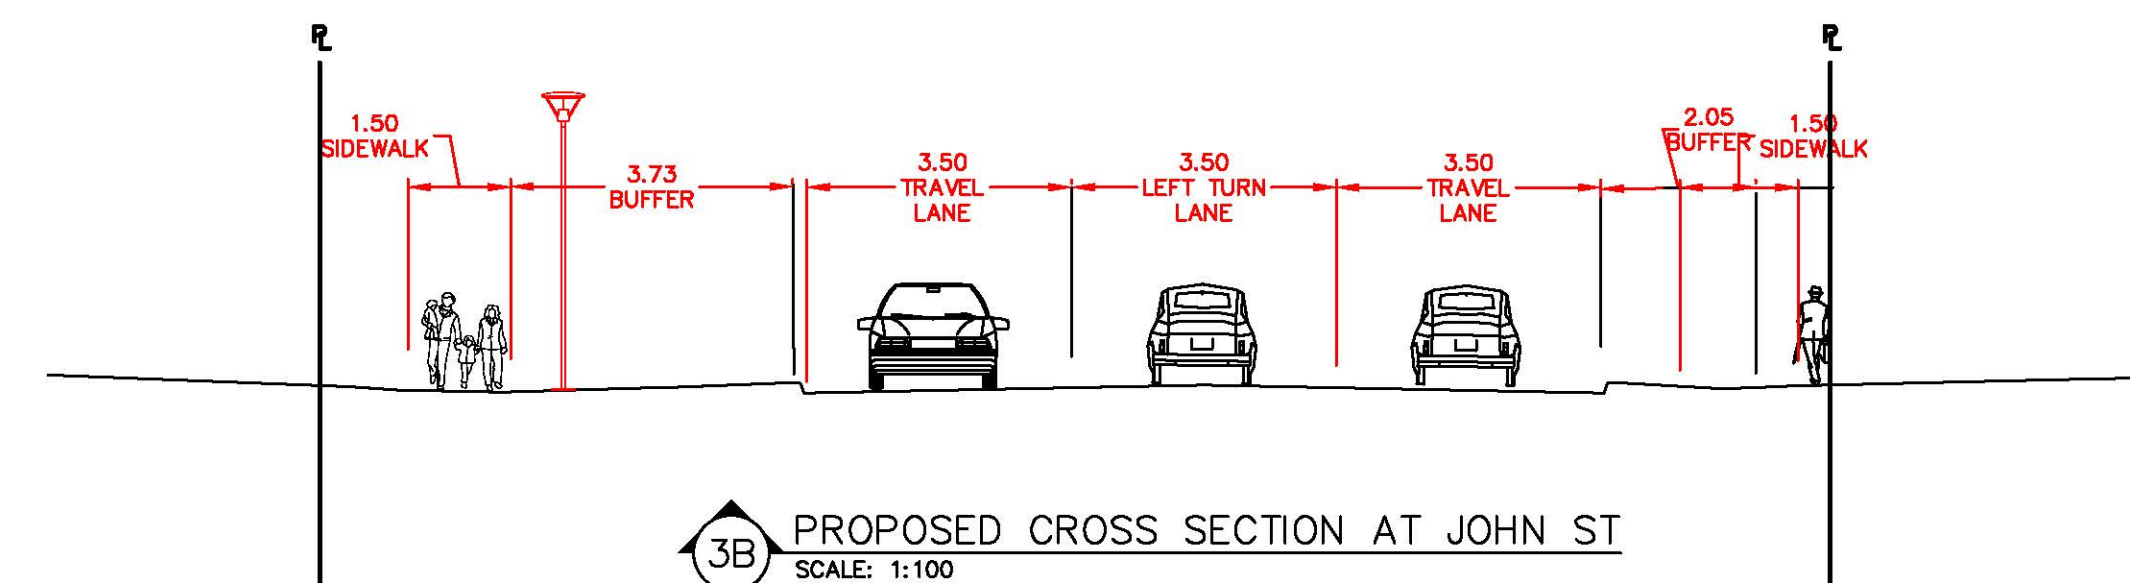 PL
PL
1.50
SIDEWALK
3.73
BUFFER
3.50
TRAVEL
LANE
3.50
LEFT TURN
LANE
3.50
TRAVEL
LANE
2.05
BUFFER
1.50
SIDEWALK
3B
PROPOSED CROSS SECTION AT JOHN ST
SCALE: 1:100